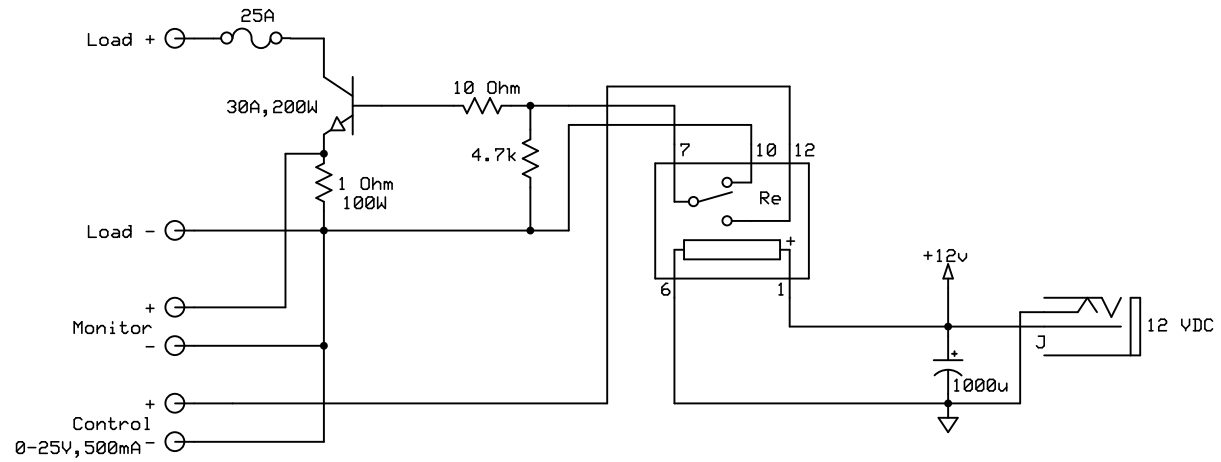 25A
Load +
10 Ohm
30A,200W
7
10
12
4.7k
1 Ohm
100W
Re
Load -
+
+12v
6
1
+
Monitor
-
12 VDC
J
+
1000u
+
Control
-
0-25V,500mA